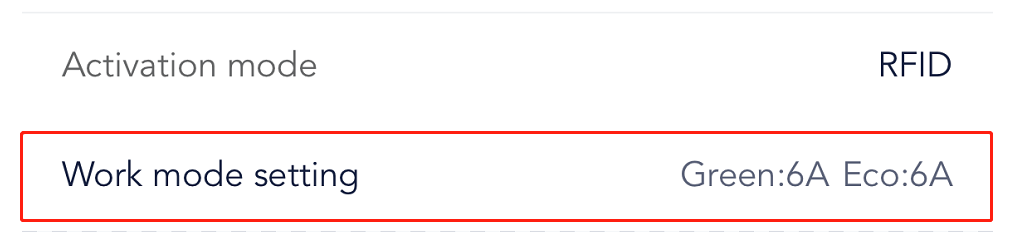 Activation mode RFID
Work mode setting Green:6A Eco:6A